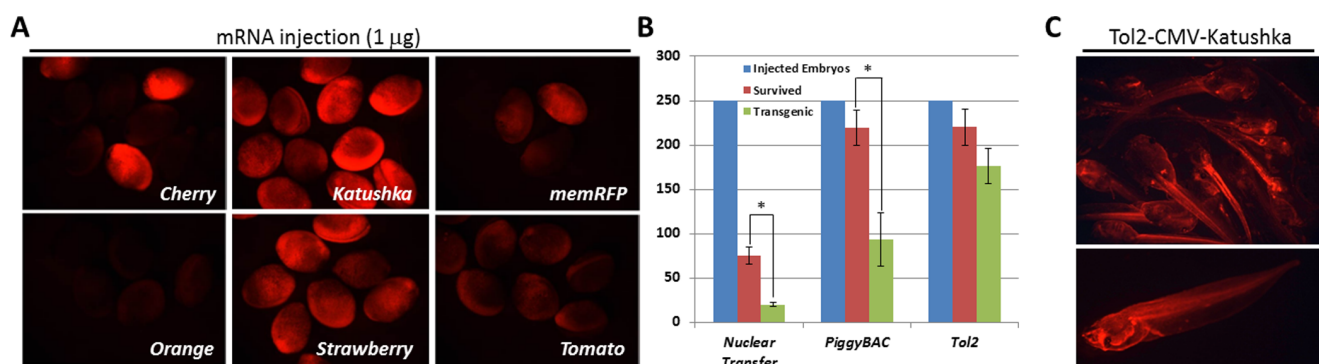 A
mRNA injection (1 μg)
Cherry
Katushka
memRFP
Orange
Strawberry
Tomato
B
300
250
200
150
100
50
0
Injected Embryos
Survived
Transgenic
*
*
Nuclear
Transfer
PiggyBAC
Tol2
C
Tol2-CMV-Katushka